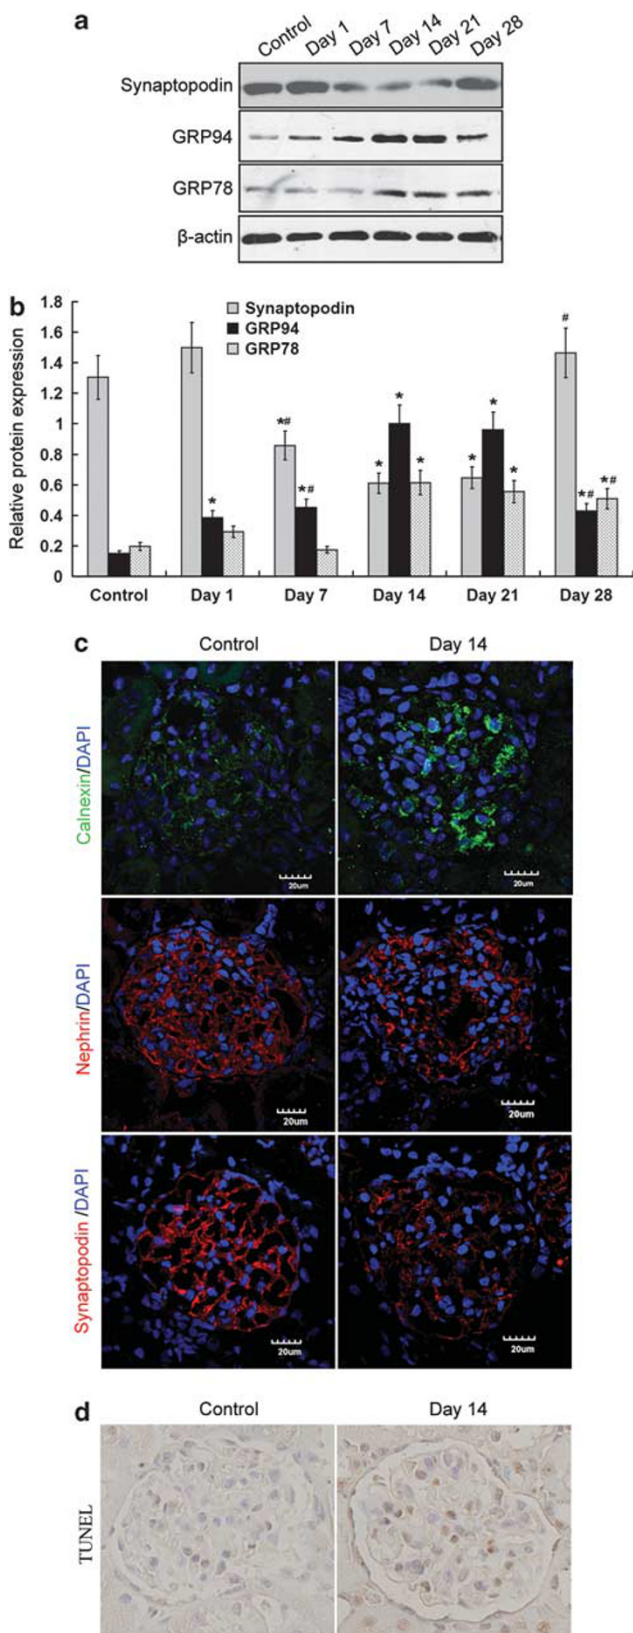 a
Control Day 1 Day 7 Day 14 Day 21 Day 28
Synaptopodin
GRP94
GRP78
β-actin
b
Relative protein expression
1.8
1.6
1.4
1.2
1
0.8
0.6
0.4
0.2
0
Synaptopodin
GRP94
GRP78
*
*#
*#
*
*
*
*
*
*
#
*#
*#
Control Day 1 Day 7 Day 14 Day 21 Day 28
c
Control Day 14
Calnexin/DAPI
20um
20um
Nephrin/DAPI
20um
20um
Synaptopodin /DAPI
20um
20um
d
Control Day 14
TUNEL